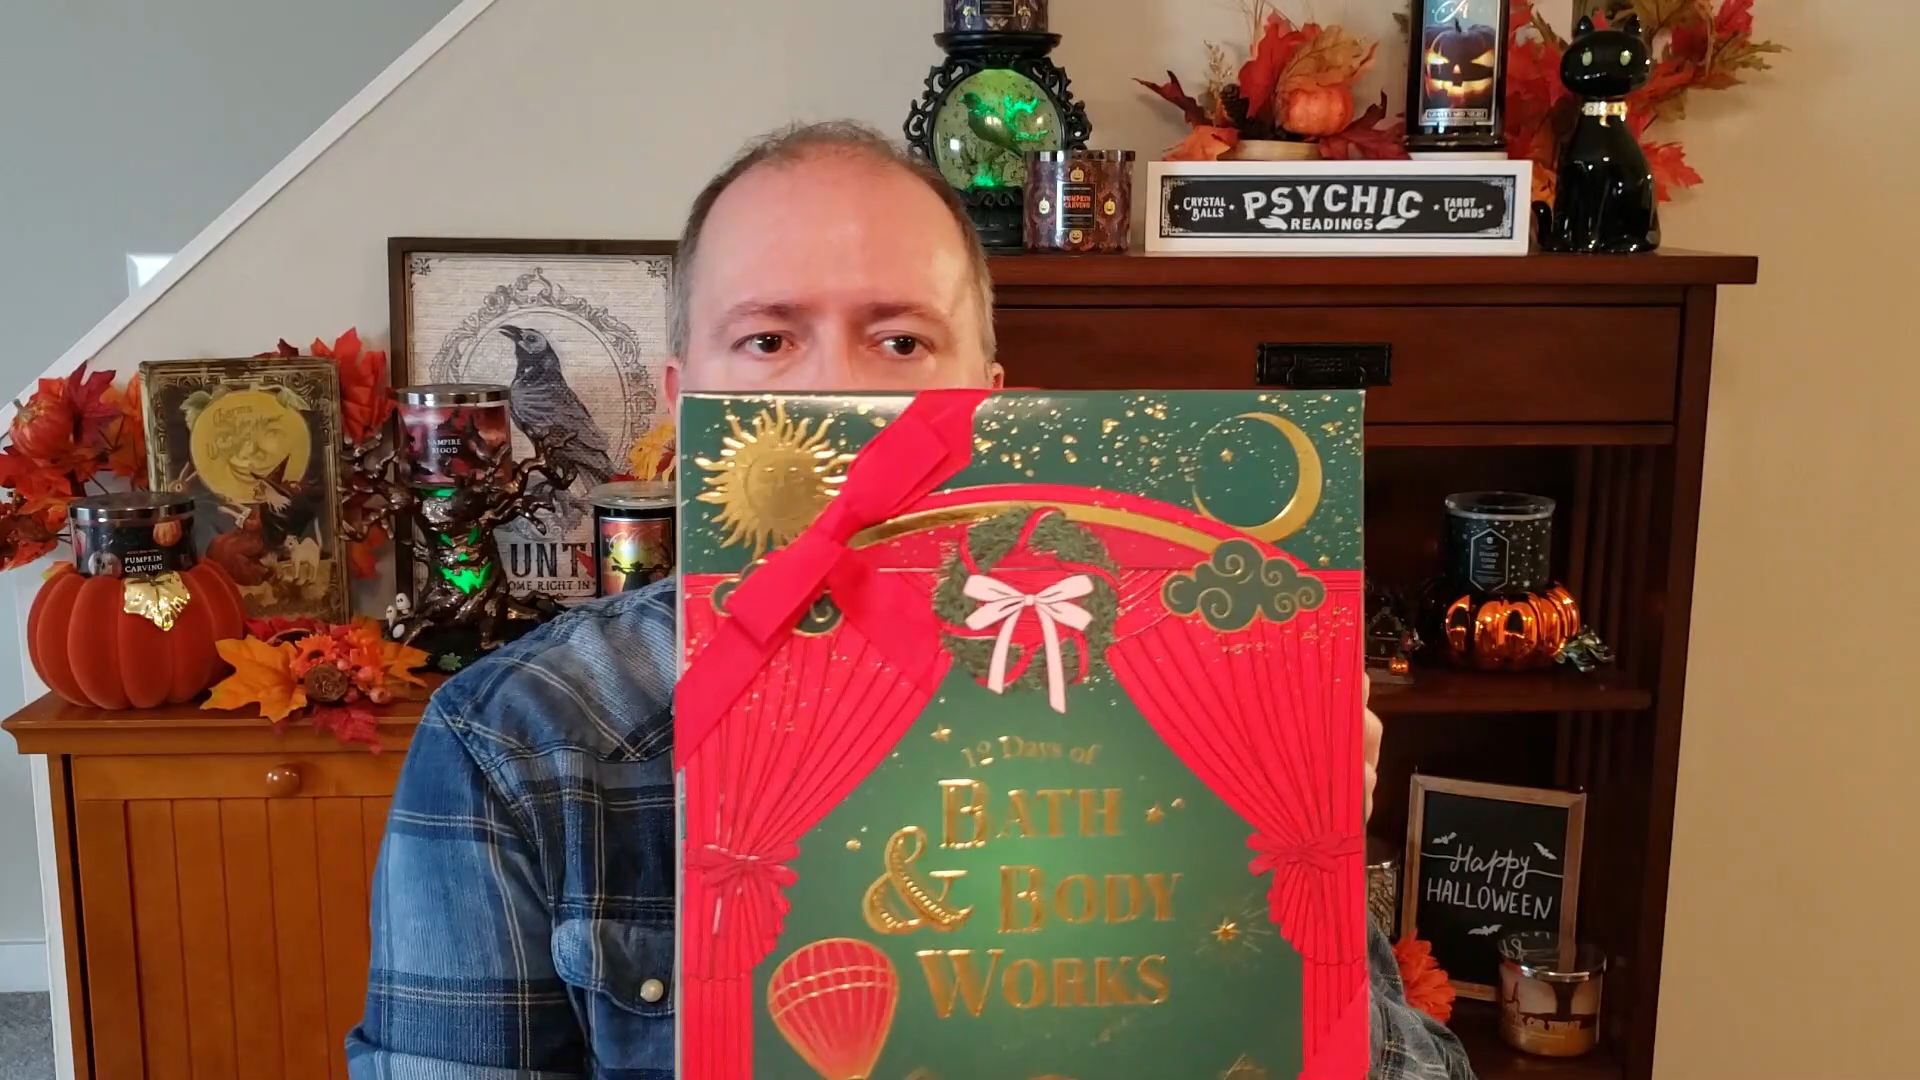 CRYSTAL BALLS
PSYCHIC
READINGS
TAROT CARDS
PUMPKIN
CARVING
VAMPIRE
BLOOD
PUMPKIN
CARVING
UNT
OME RIGHT IN
12 Days of
BATH
& BODY
WORKS
Happy
HALLOWEEN